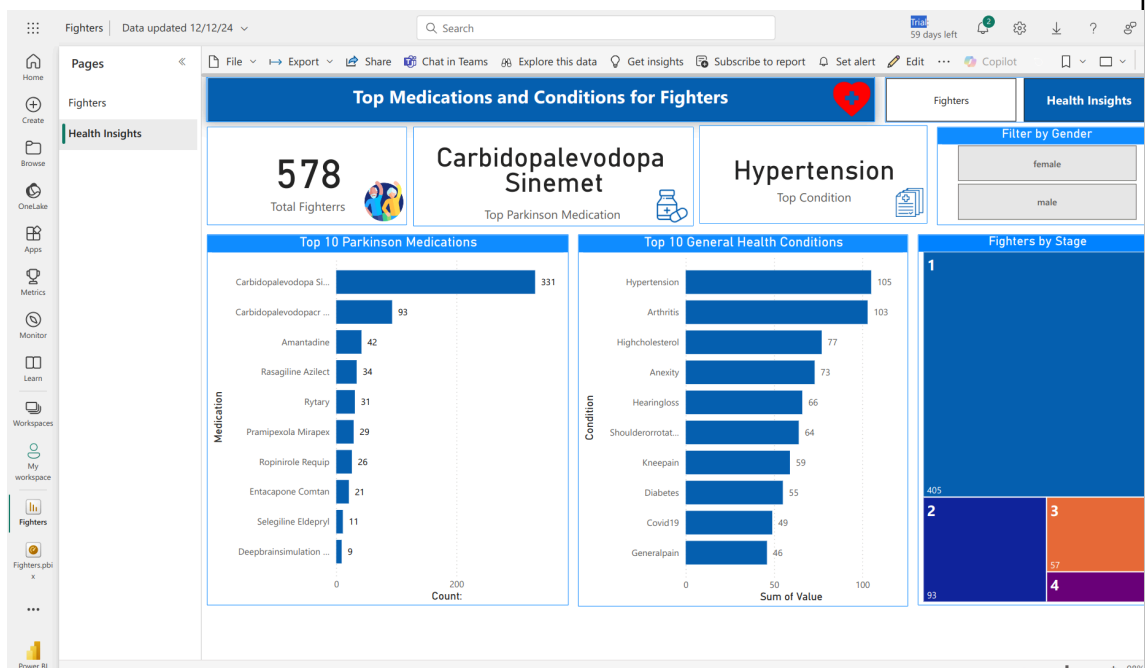 Fighters
Data updated 12/12/24
Search
Trial
59 days left
2
Home
Create
Browse
OneLake
Apps
Metrics
Monitor
Learn
Workspaces
My
workspace
Fighters
Fighters.pbi
x
Power BI
Pages
Fighters
Health Insights
File
Export
Share
Chat in Teams
Explore this data
Get insights
Subscribe to report
Set alert
Edit
Copilot
Top Medications and Conditions for Fighters
Fighters
Health Insights
578
Total Fighterrs
Carbidopalevodopa
Sinemet
Top Parkinson Medication
Hypertension
Top Condition
Filter by Gender
female
male
Top 10 Parkinson Medications
Medication
Carbidopalevodopa Si... 331
Carbidopalevodopacr ... 93
Amantadine 42
Rasagiline Azilect 34
Rytary 31
Pramipexola Mirapex 29
Ropinirole Requip 26
Entacapone Comtan 21
Selegiline Eldepryl 11
Deepbrainsimulation ... 9
0 200
Count:
Top 10 General Health Conditions
Condition
Hypertension 105
Arthritis 103
Highcholesterol 77
Anexity 73
Hearingloss 66
Shoulderorrotat... 64
Kneepain 59
Diabetes 55
Covid19 49
Generalpain 46
0 50 100
Sum of Value
Fighters by Stage
1
405
2
93
3
57
4